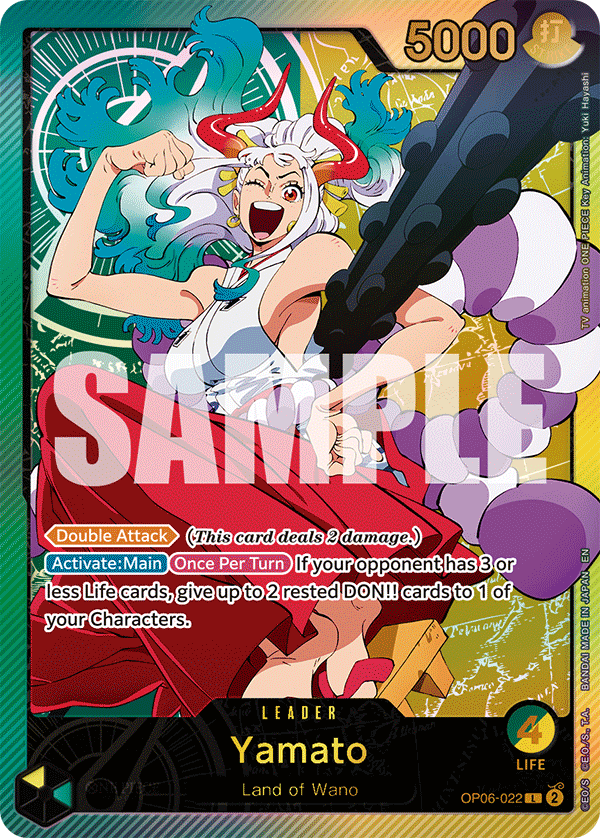 5000
打
TV animation ONE PIECE Key Animation: Yuki Hayashi
SAMPLE
Double Attack (This card deals 2 damage.)
Activate:Main Once Per Turn If your opponent has 3 or
less Life cards, give up to 2 rested DON!! cards to 1 of
your Characters.
©E.O./S., T.A. BANDAI MADE IN JAPAN EN
LEADER
Yamato
Land of Wano
4
LIFE
OP06-022 L 2